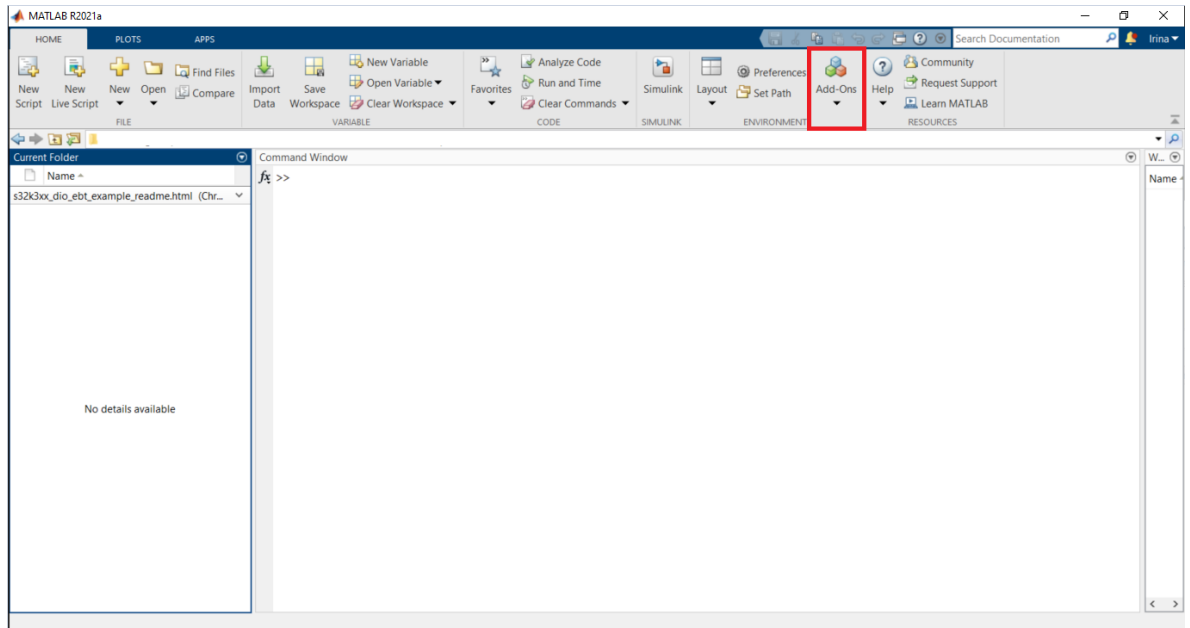 MATLAB R2021a
HOME PLOTS APPS
Search Documentation
Irina
New Script
New Live Script
New
Open
Find Files
Compare
FILE
Import Data
Save Workspace
New Variable
Open Variable
Clear Workspace
VARIABLE
Favorites
Analyze Code
Run and Time
Clear Commands
CODE
Simulink
SIMULINK
Layout
Preferences
Set Path
ENVIRONMENT
Add-Ons
Help
Community
Request Support
Learn MATLAB
RESOURCES
Current Folder
Name
s32k3xx_dio_ebt_example_readme.html (Chr...
No details available
Command Window
fx >>
W...
Name